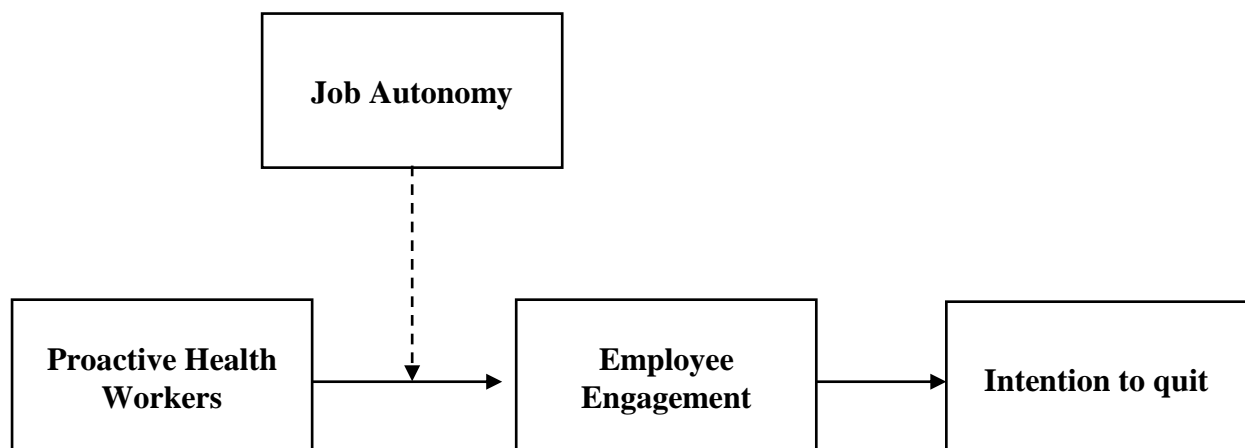 Job Autonomy
Proactive Health
Workers
Employee
Engagement
Intention to quit